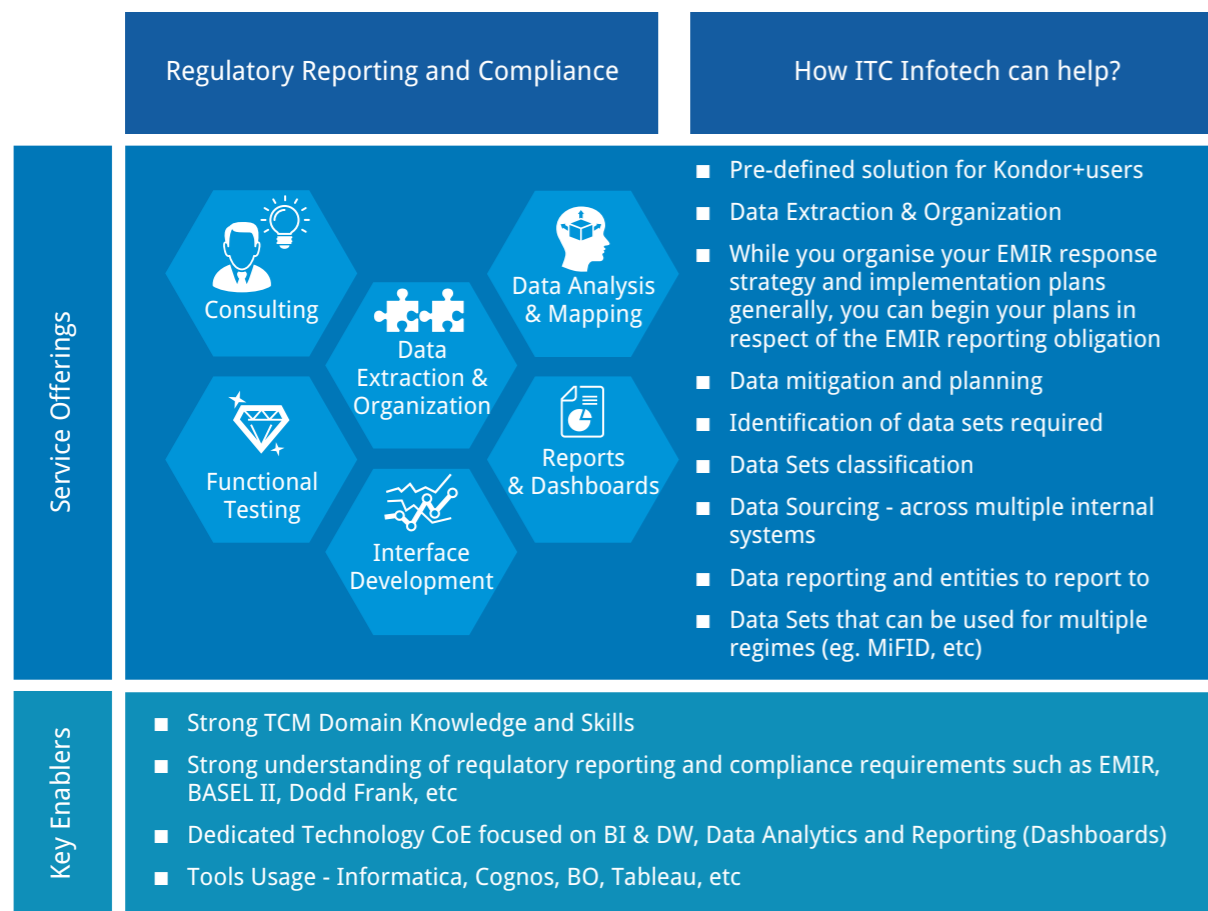 Regulatory Reporting and Compliance
How ITC Infotech can help?
Service Offerings
Consulting
Data Analysis
& Mapping
Data
Extraction &
Organization
Functional
Testing
Reports
& Dashboards
Interface
Development
■ Pre-defined solution for Kondor+users
■ Data Extraction & Organization
■ While you organise your EMIR response
strategy and implementation plans
generally, you can begin your plans in
respect of the EMIR reporting obligation
■ Data mitigation and planning
■ Identification of data sets required
■ Data Sets classification
■ Data Sourcing - across multiple internal
systems
■ Data reporting and entities to report to
■ Data Sets that can be used for multiple
regimes (eg. MiFID, etc)
Key Enablers
■ Strong TCM Domain Knowledge and Skills
■ Strong understanding of requlatory reporting and compliance requirements such as EMIR,
BASEL II, Dodd Frank, etc
■ Dedicated Technology CoE focused on BI & DW, Data Analytics and Reporting (Dashboards)
■ Tools Usage - Informatica, Cognos, BO, Tableau, etc